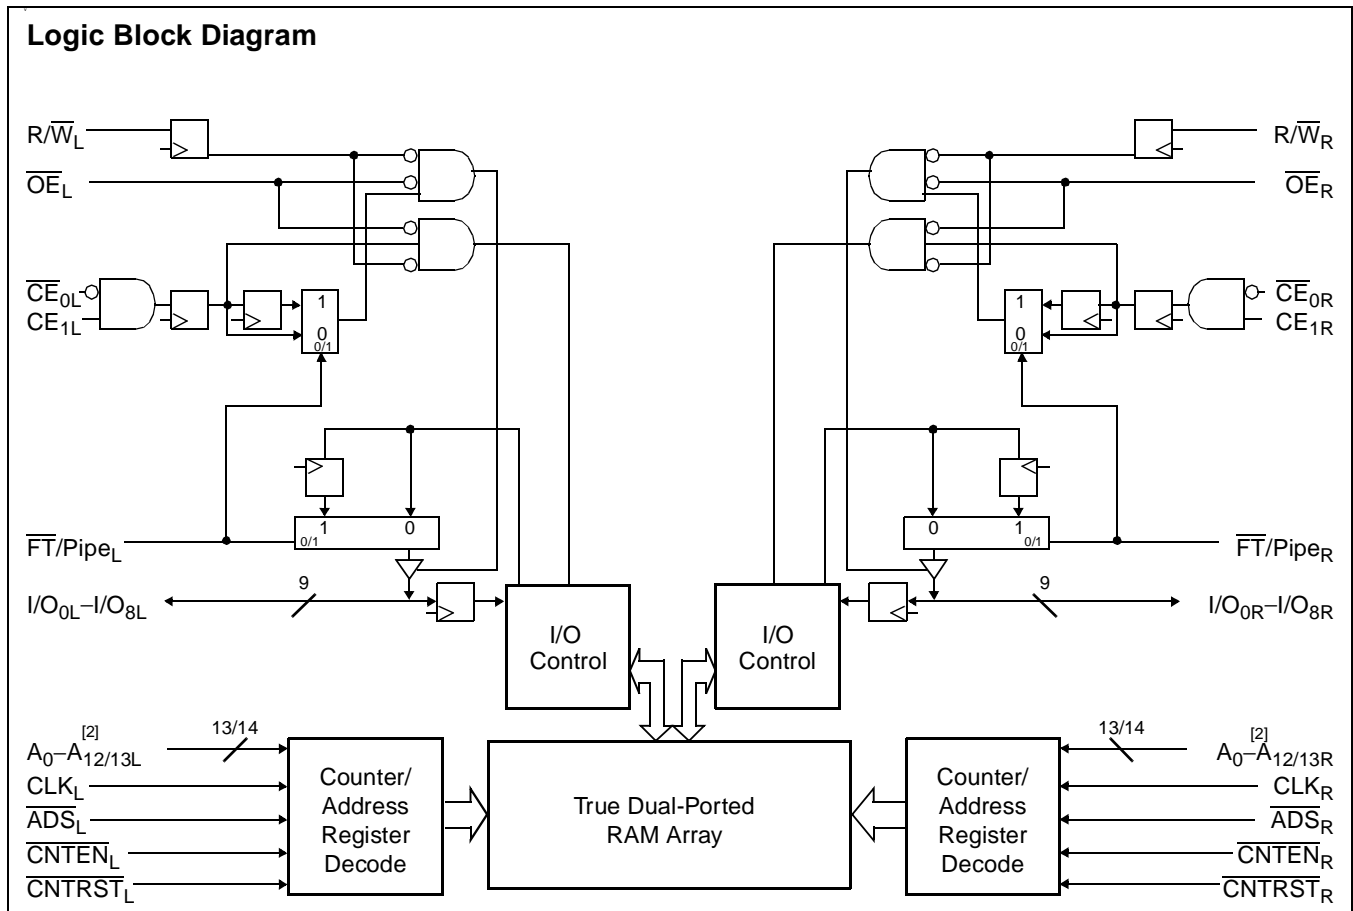 Logic Block Diagram
R/W̅L
R/W̅R
O̅E̅L
O̅E̅R
C̅E̅0L
CE1L
1
0
0/1
1
0
0/1
C̅E̅0R
CE1R
F̅T̅/PipeL
1
0
0/1
0
1
0/1
F̅T̅/PipeR
I/O0L–I/O8L
9
9
I/O0R–I/O8R
I/O
Control
I/O
Control
A0–A12/13L[2]
13/14
13/14
A0–A12/13R[2]
CLKL
CLKR
A̅D̅S̅L
A̅D̅S̅R
C̅N̅T̅E̅N̅L
C̅N̅T̅E̅N̅R
C̅N̅T̅R̅S̅T̅L
C̅N̅T̅R̅S̅T̅R
Counter/
Address
Register
Decode
True Dual-Ported
RAM Array
Counter/
Address
Register
Decode